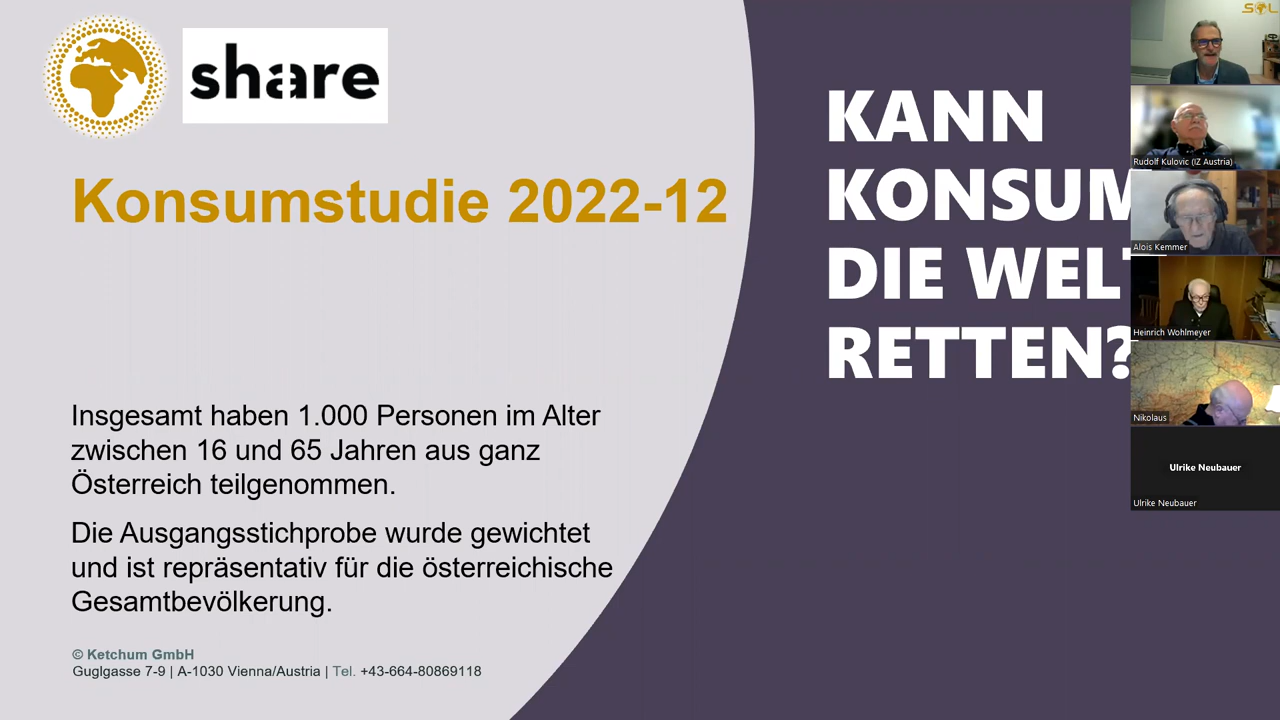 share
Konsumstudie 2022-12
Insgesamt haben 1.000 Personen im Alter
zwischen 16 und 65 Jahren aus ganz
Österreich teilgenommen.
Die Ausgangsstichprobe wurde gewichtet
und ist repräsentativ für die österreichische
Gesamtbevölkerung.
© Ketchum GmbH
Guglgasse 7-9 | A-1030 Vienna/Austria | Tel. +43-664-80869118
KANN
KONSUM
DIE WELT
RETTEN?
SOL
Rudolf Kulovic (IZ Austria)
Alois Kemmer
Heinrich Wohlmeyer
Nikolaus
Ulrike Neubauer
Ulrike Neubauer